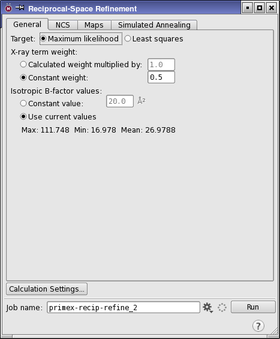 Reciprocal-Space Refinement
General NCS Maps Simulated Annealing
Target: Maximum likelihood Least squares
X-ray term weight:
Calculated weight multiplied by: 1.0
Constant weight: 0.5
Isotropic B-factor values:
Constant value: 20.0 Å²
Use current values
Max: 111.748 Min: 16.978 Mean: 26.9788
Calculation Settings...
Job name: primex-recip-refine_2 Run
?